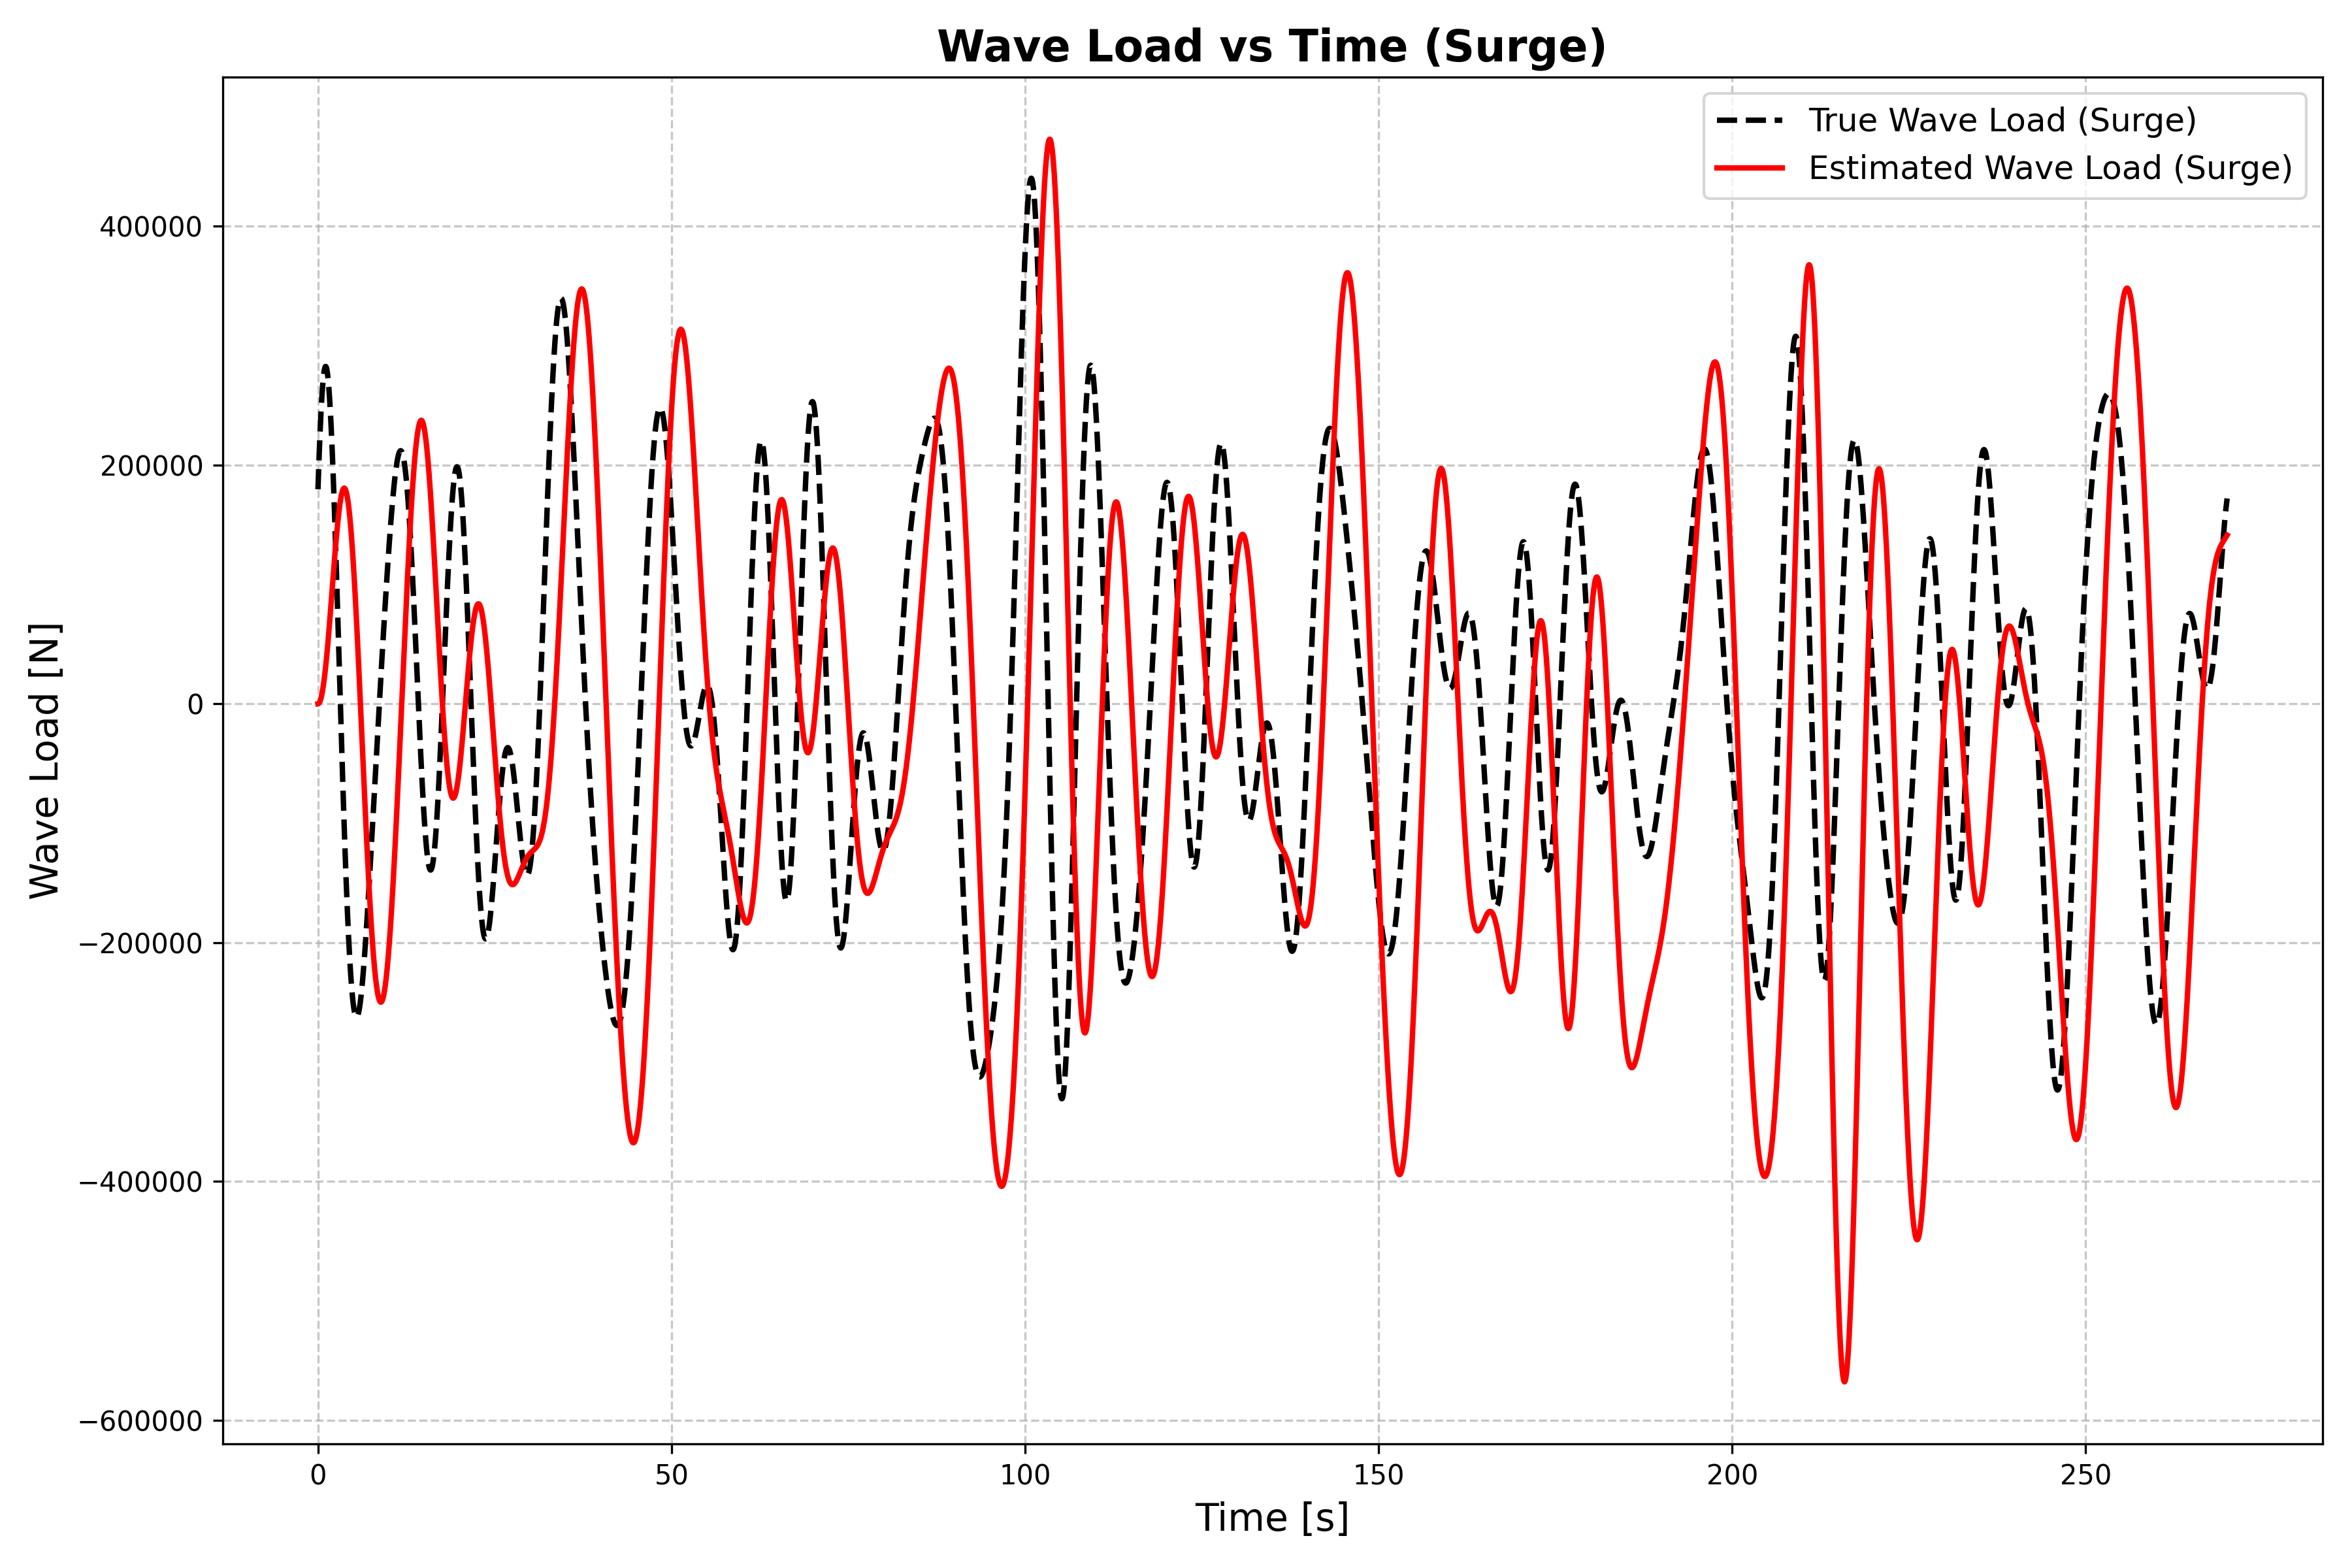 Wave Load vs Time (Surge)
True Wave Load (Surge)
Estimated Wave Load (Surge)
Wave Load [N]
400000
200000
0
−200000
−400000
−600000
0 50 100 150 200 250
Time [s]